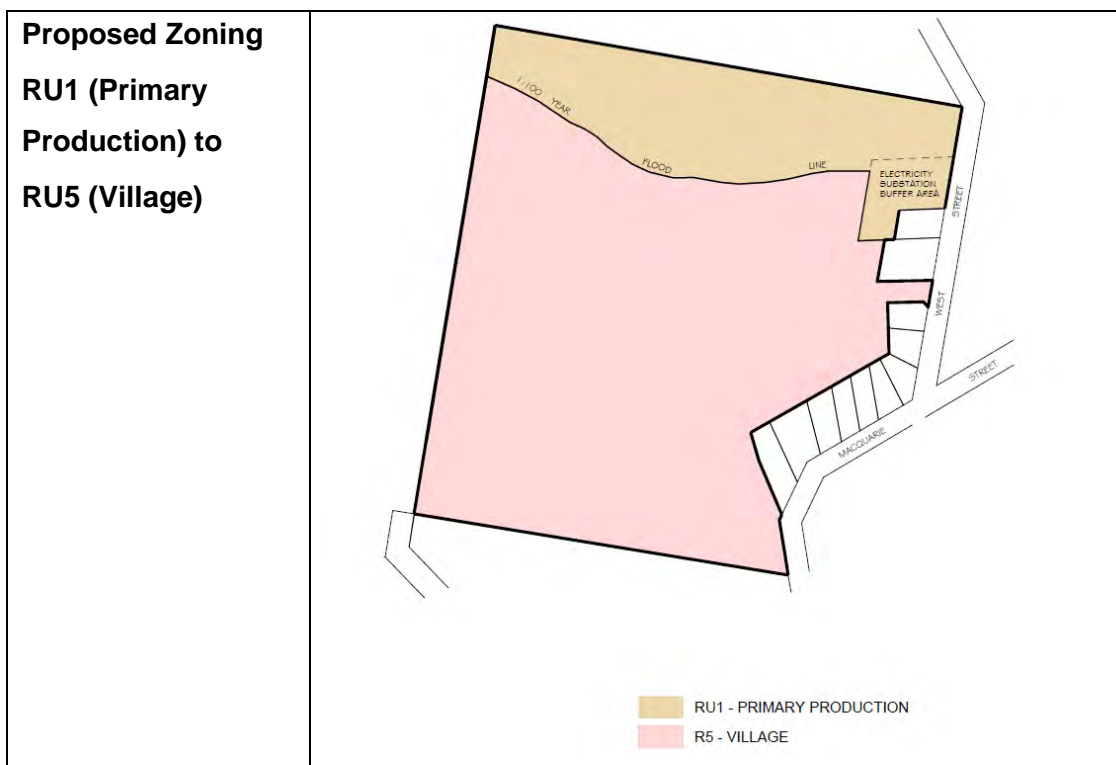 Proposed Zoning
RU1 (Primary
Production) to
RU5 (Village)
1:100 YEAR FLOOD LINE
ELECTRICITY
SUBSTATION
BUFFER AREA
WEST STREET
MACQUARIE STREET
RU1 - PRIMARY PRODUCTION
R5 - VILLAGE